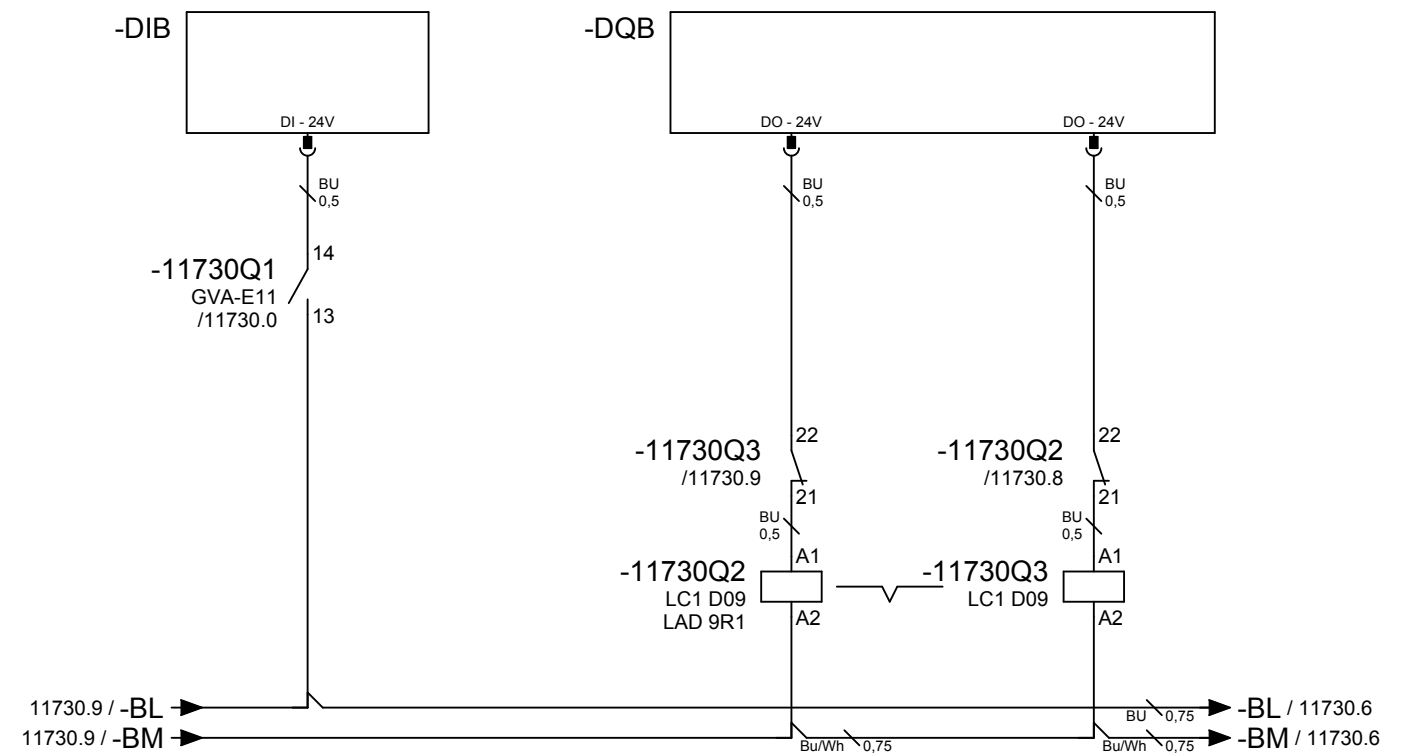 -DIB
-DQB
DI - 24V
DO - 24V
DO - 24V
BU
0,5
BU
0,5
BU
0,5
14
-11730Q1
GVA-E11
/11730.0
13
22
-11730Q3
/11730.9
21
22
-11730Q2
/11730.8
21
BU
0,5
BU
0,5
A1
-11730Q2
LC1 D09
LAD 9R1
A2
A1
-11730Q3
LC1 D09
A2
11730.9 / -BL
BU 0,75
-BL / 11730.6
11730.9 / -BM
Bu/Wh 0,75
Bu/Wh 0,75
-BM / 11730.6